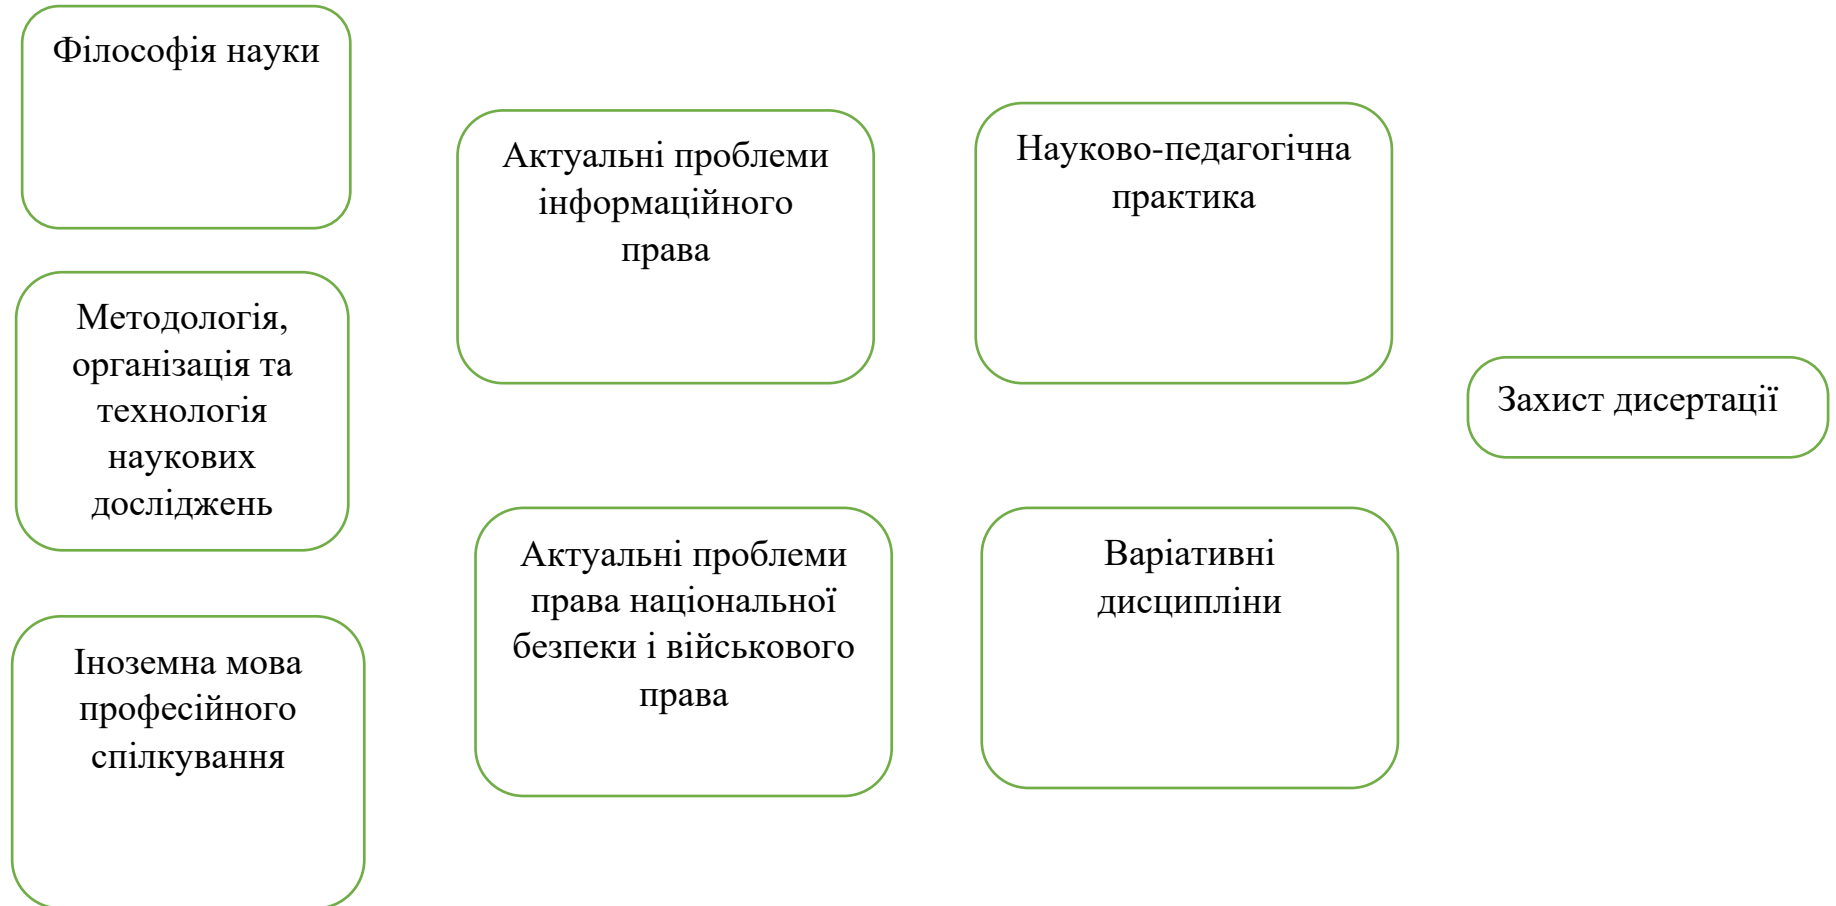 Філософія науки
Методологія,
організація та
технологія
наукових
досліджень
Іноземна мова
професійного
спілкування
Актуальні проблеми
інформаційного
права
Актуальні проблеми
права національної
безпеки і військового
права
Науково-педагогічна
практика
Варіативні
дисципліни
Захист дисертації